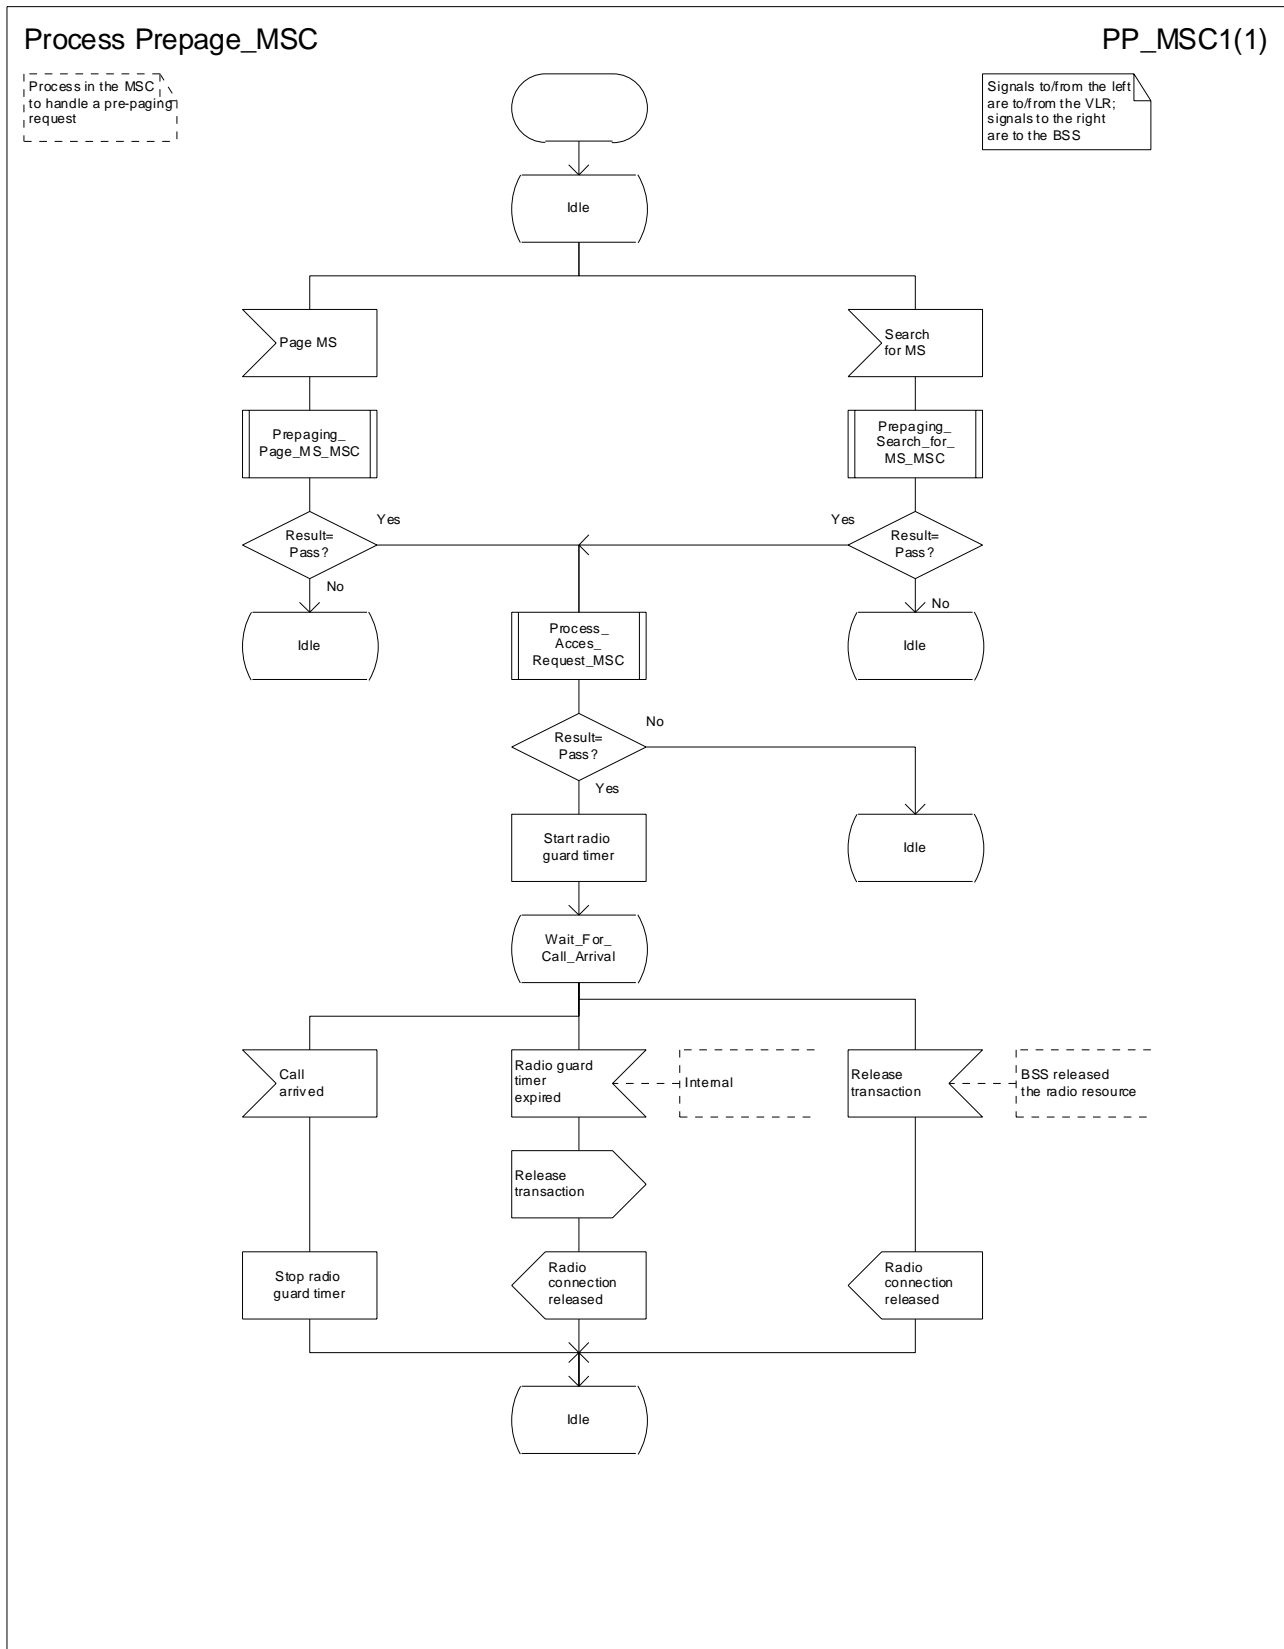 Process Prepage_MSC
PP_MSC1(1)
Process in the MSC
to handle a pre-paging
request
Signals to/from the left
are to/from the VLR;
signals to the right
are to the BSS
Idle
Page MS
Search
for MS
Prepaging_
Page_MS_MSC
Prepaging_
Search_for_
MS_MSC
Yes
Yes
Result=
Pass?
Result=
Pass?
No
No
Idle
Process_
Acces_
Request_MSC
Idle
No
Result=
Pass?
Yes
Start radio
guard timer
Idle
Wait_For_
Call_Arrival
Call
arrived
Radio guard
timer
expired
Internal
Release
transaction
BSS released
the radio resource
Release
transaction
Stop radio
guard timer
Radio
connection
released
Radio
connection
released
Idle